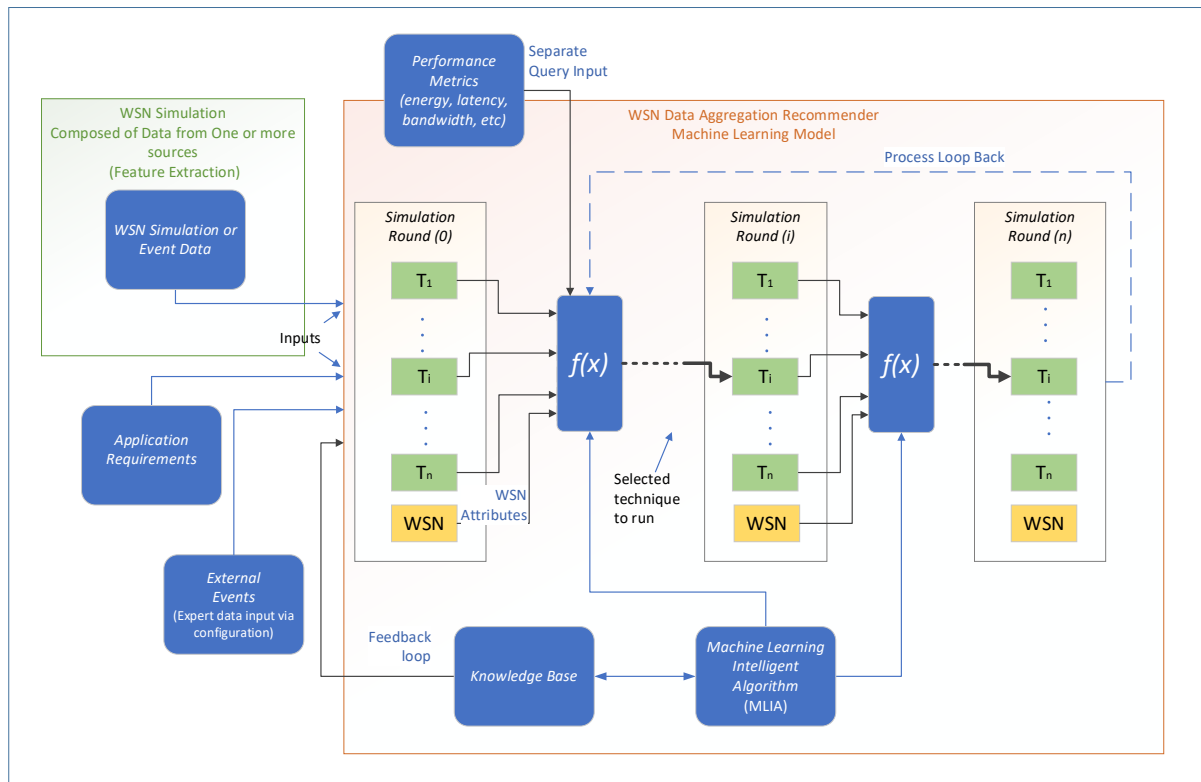 Performance
Metrics
(energy, latency,
bandwidth, etc)
Separate
Query Input
WSN Simulation
Composed of Data from One or more
sources
(Feature Extraction)
WSN Simulation or
Event Data
WSN Data Aggregation Recommender
Machine Learning Model
Process Loop Back
Simulation
Round (0)
T1
Ti
Tn
WSN
Inputs
Application
Requirements
External
Events
(Expert data input via
configuration)
WSN
Attributes
f(x)
Selected
technique
to run
Simulation
Round (i)
T1
Ti
Tn
WSN
f(x)
Simulation
Round (n)
T1
Ti
Tn
WSN
Feedback
loop
Knowledge Base
Machine Learning
Intelligent
Algorithm
(MLIA)